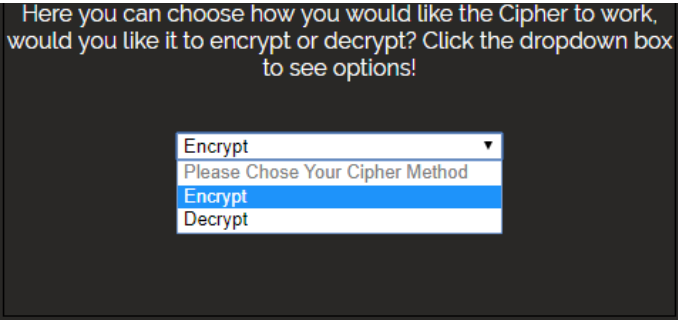 Here you can choose how you would like the Cipher to work,
would you like it to encrypt or decrypt? Click the dropdown box
to see options!
Encrypt
Please Chose Your Cipher Method
Encrypt
Decrypt